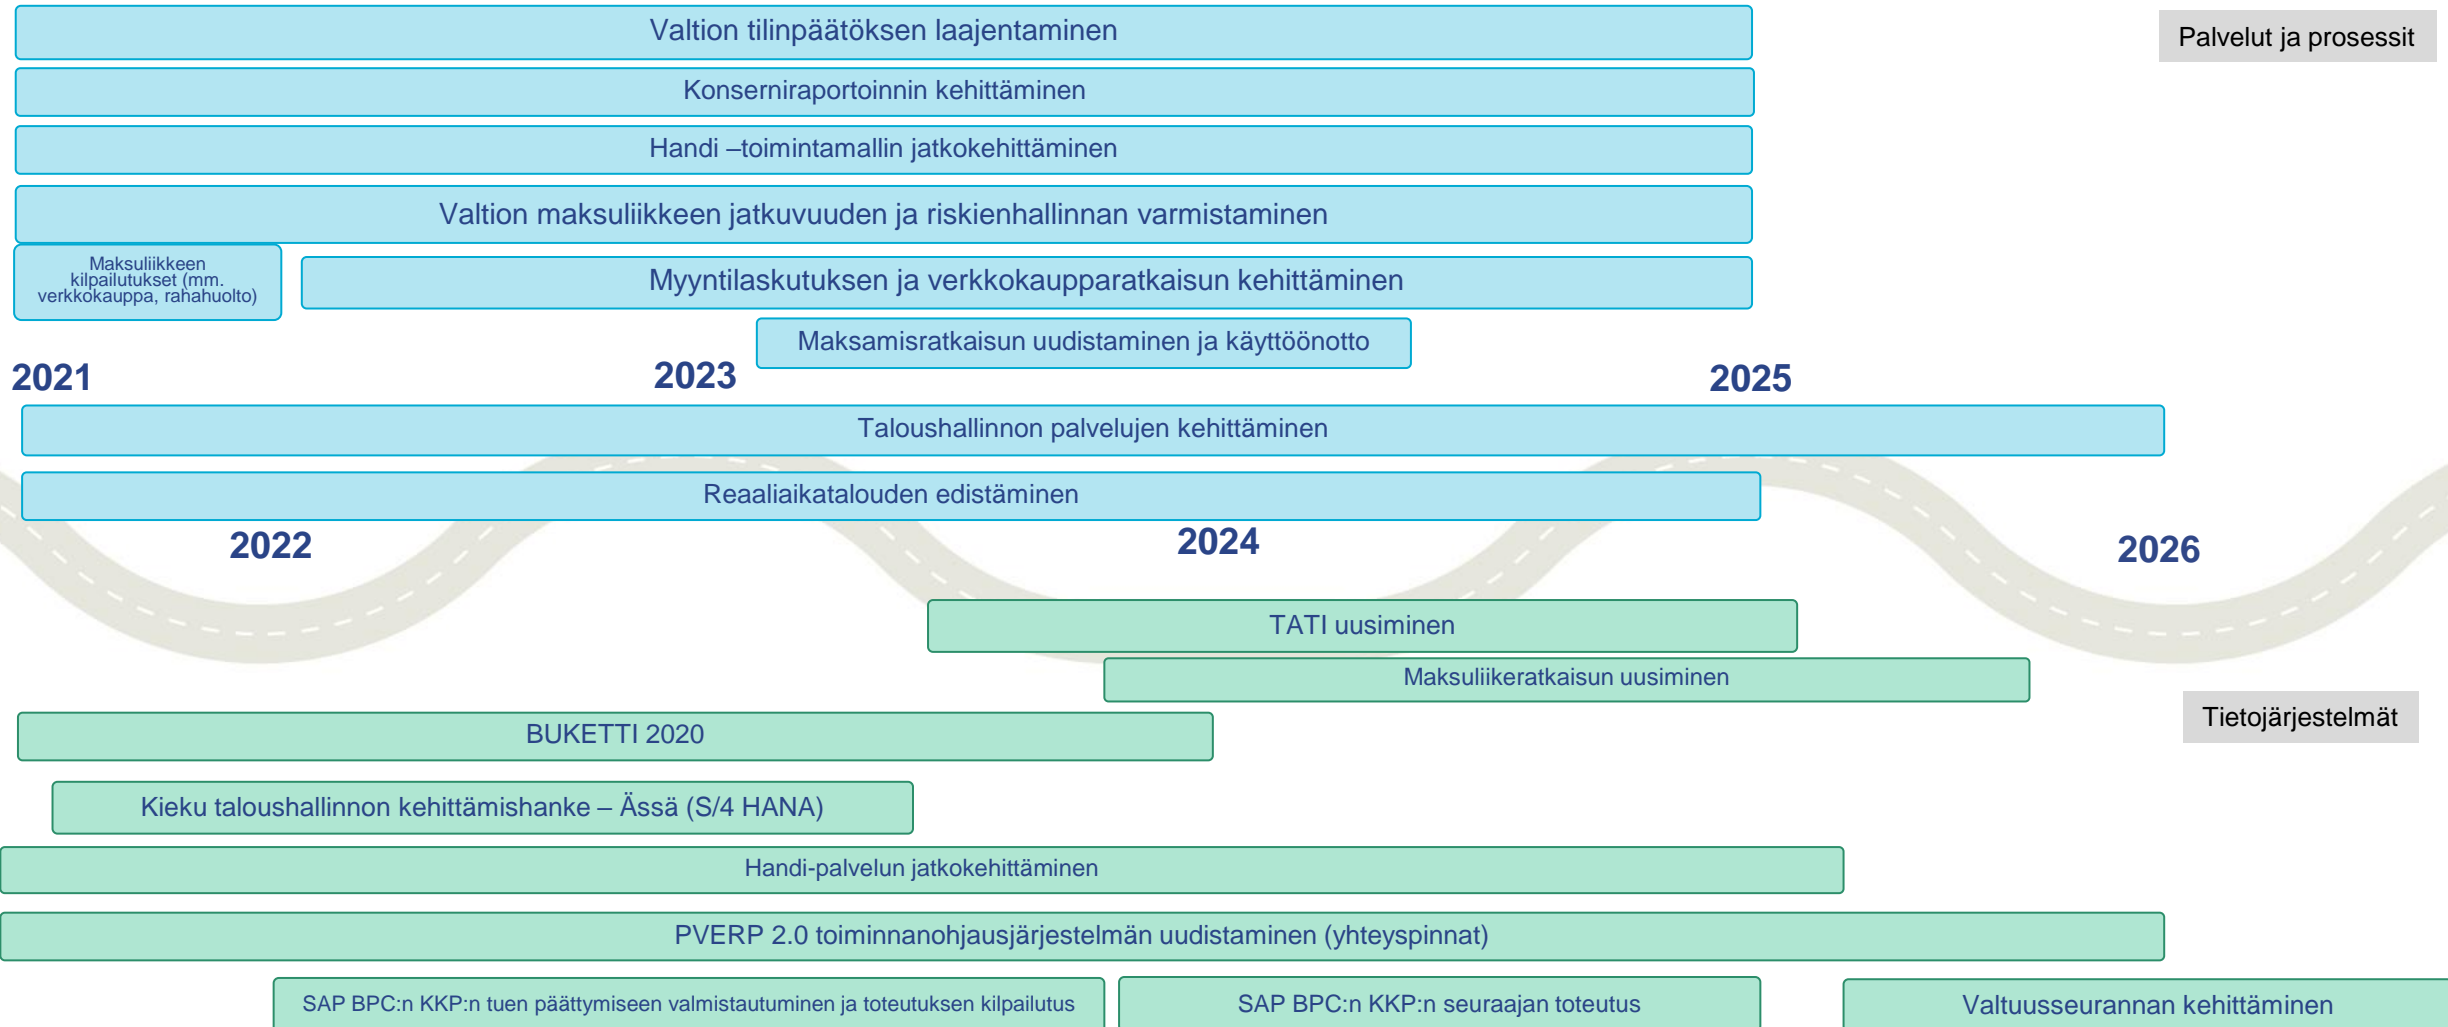 Valtion tilinpäätöksen laajentaminen
Palvelut ja prosessit
Konserniraportoinnin kehittäminen
Handi –toimintamallin jatkokehittäminen
Valtion maksuliikkeen jatkuvuuden ja riskienhallinnan varmistaminen
Maksuliikkeen
kilpailutukset (mm.
verkkokauppa, rahahuolto)
Myyntilaskutuksen ja verkkokaupparatkaisun kehittäminen
Maksamisratkaisun uudistaminen ja käyttöönotto
2021
2023
2025
Taloushallinnon palvelujen kehittäminen
Reaaliaikatalouden edistäminen
2022
2024
2026
TATI uusiminen
Maksuliikeratkaisun uusiminen
Tietojärjestelmät
BUKETTI 2020
Kieku taloushallinnon kehittämishanke – Ässä (S/4 HANA)
Handi-palvelun jatkokehittäminen
PVERP 2.0 toiminnanohjausjärjestelmän uudistaminen (yhteyspinnat)
SAP BPC:n KKP:n tuen päättymiseen valmistautuminen ja toteutuksen kilpailutus
SAP BPC:n KKP:n seuraajan toteutus
Valtuusseurannan kehittäminen